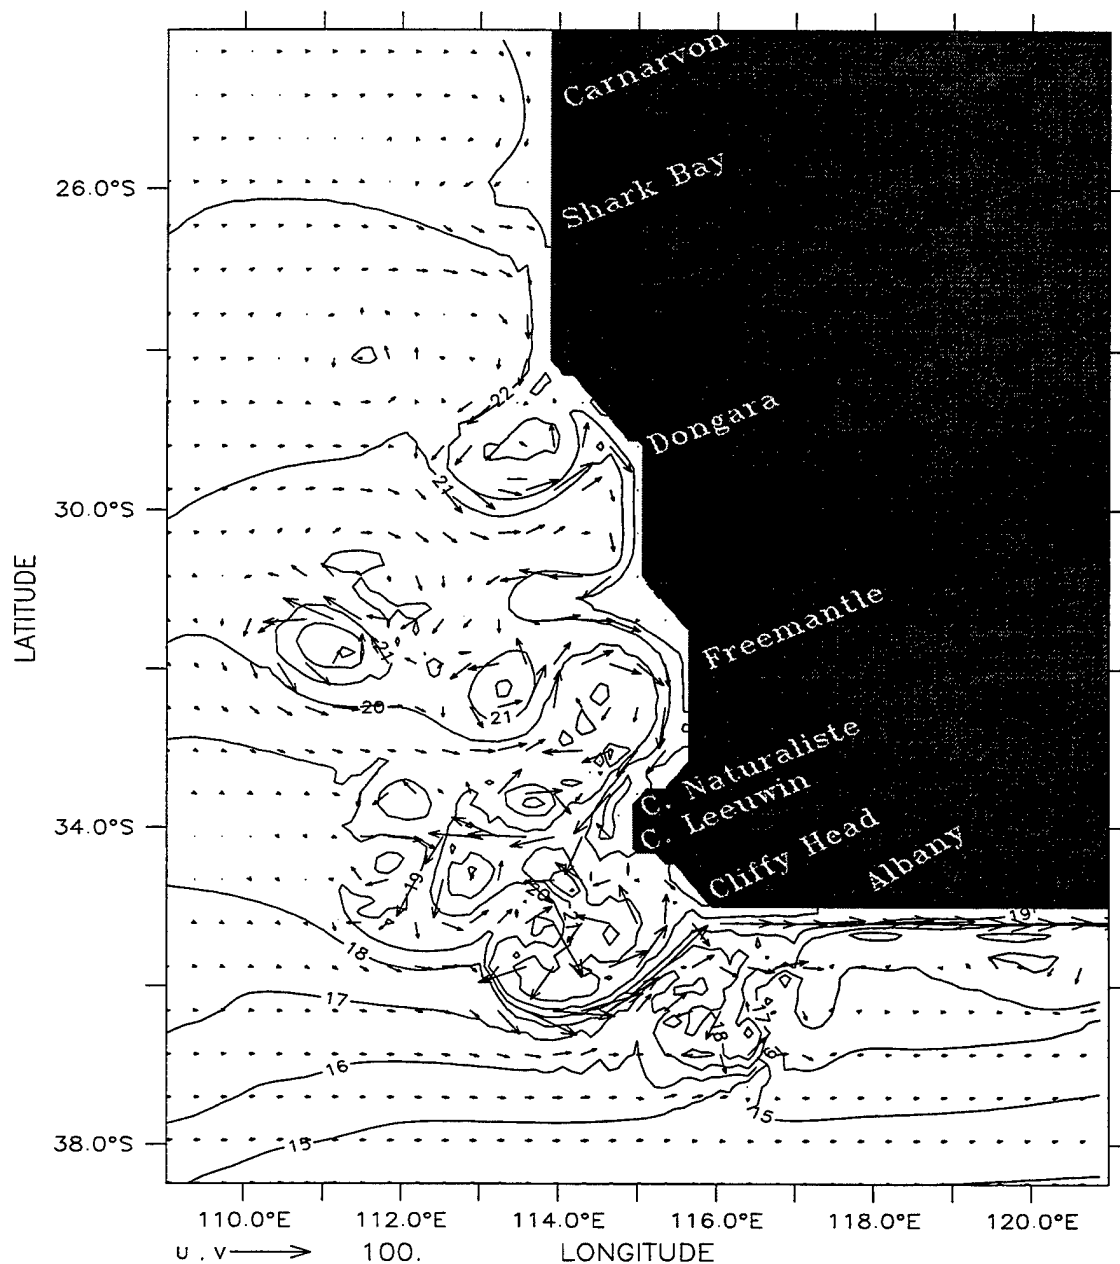 Carnarvon
26.0°S
Shark Bay
22
Dongara
21
30.0°S
LATITUDE
Freemantle
21
20
21
C. Naturaliste
C. Leeuwin
34.0°S
Cliffy Head
Albany
19
20
19
18
17
17
18
16
15
15
38.0°S
110.0°E 112.0°E 114.0°E 116.0°E 118.0°E 120.0°E
U , V 100. LONGITUDE